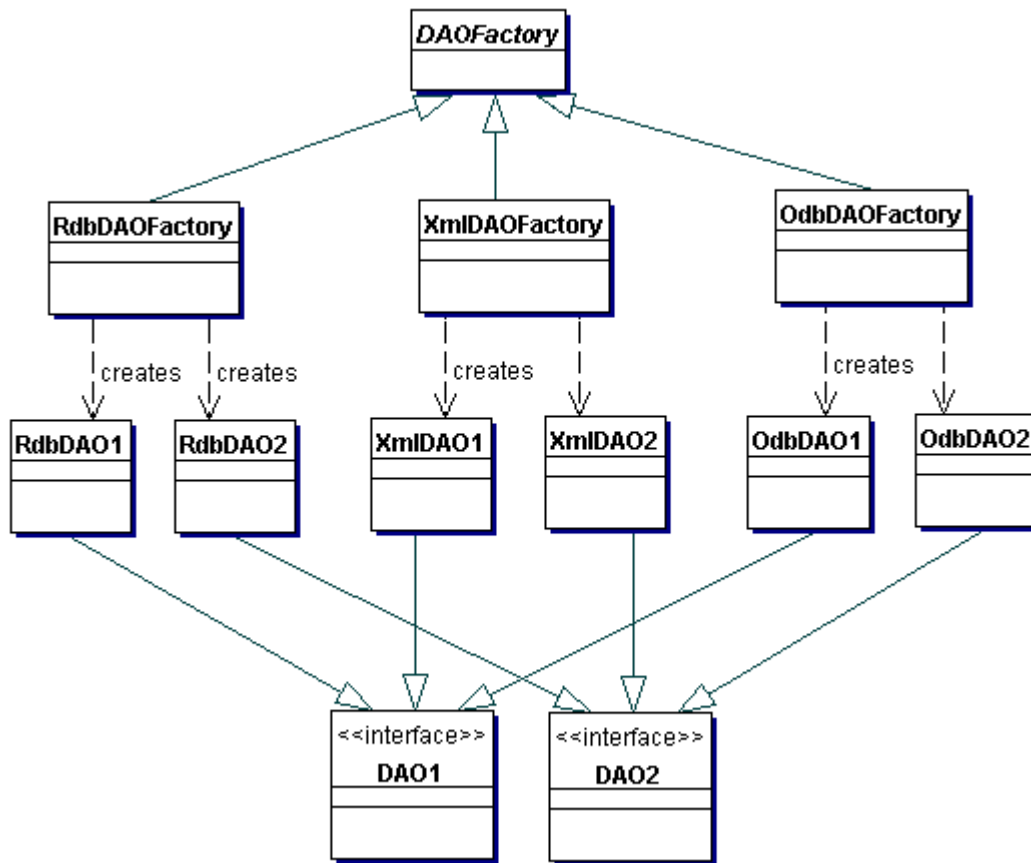 DAOFactory
RdbDAOFactory
XmlDAOFactory
OdbDAOFactory
creates
creates
creates
creates
RdbDAO1
RdbDAO2
XmlDAO1
XmlDAO2
OdbDAO1
OdbDAO2
<<interface>>
DAO1
<<interface>>
DAO2